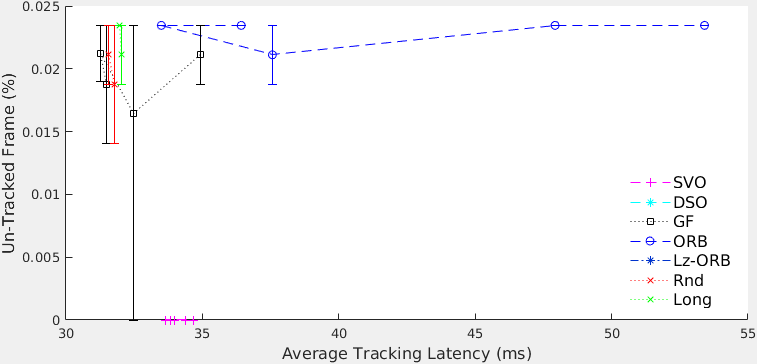 0.025
0.02
0.015
0.01
0.005
0
Un-Tracked Frame (%)
30 35 40 45 50 55
Average Tracking Latency (ms)
SVO
DSO
GF
ORB
Lz-ORB
Rnd
Long